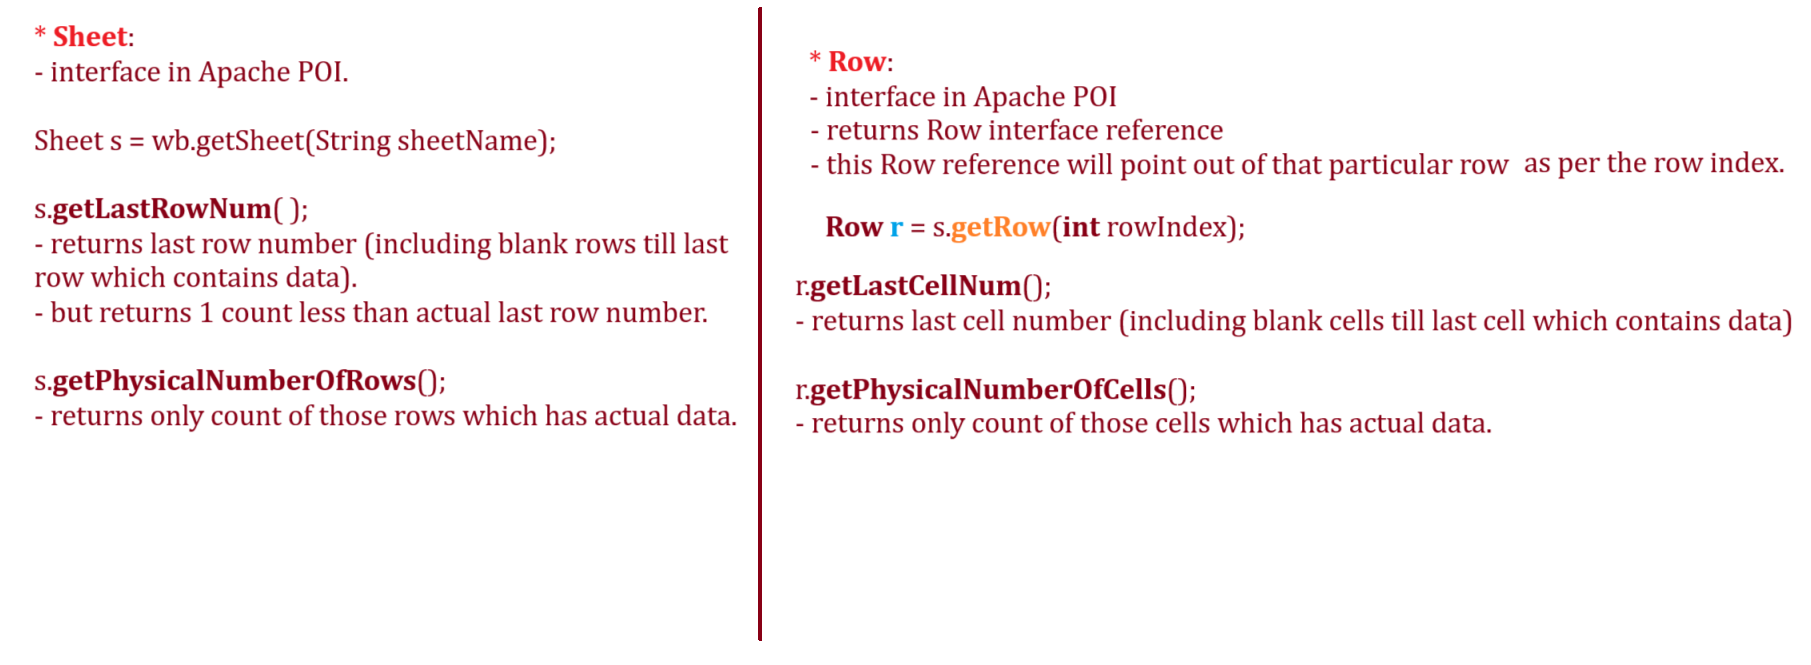 * Sheet:
- interface in Apache POI.
Sheet s = wb.getSheet(String sheetName);
s.getLastRowNum( );
- returns last row number (including blank rows till last
row which contains data).
- but returns 1 count less than actual last row number.
s.getPhysicalNumberOfRows();
- returns only count of those rows which has actual data.
* Row:
- interface in Apache POI
- returns Row interface reference
- this Row reference will point out of that particular row as per the row index.
Row r = s.getRow(int rowIndex);
r.getLastCellNum();
- returns last cell number (including blank cells till last cell which contains data)
r.getPhysicalNumberOfCells();
- returns only count of those cells which has actual data.